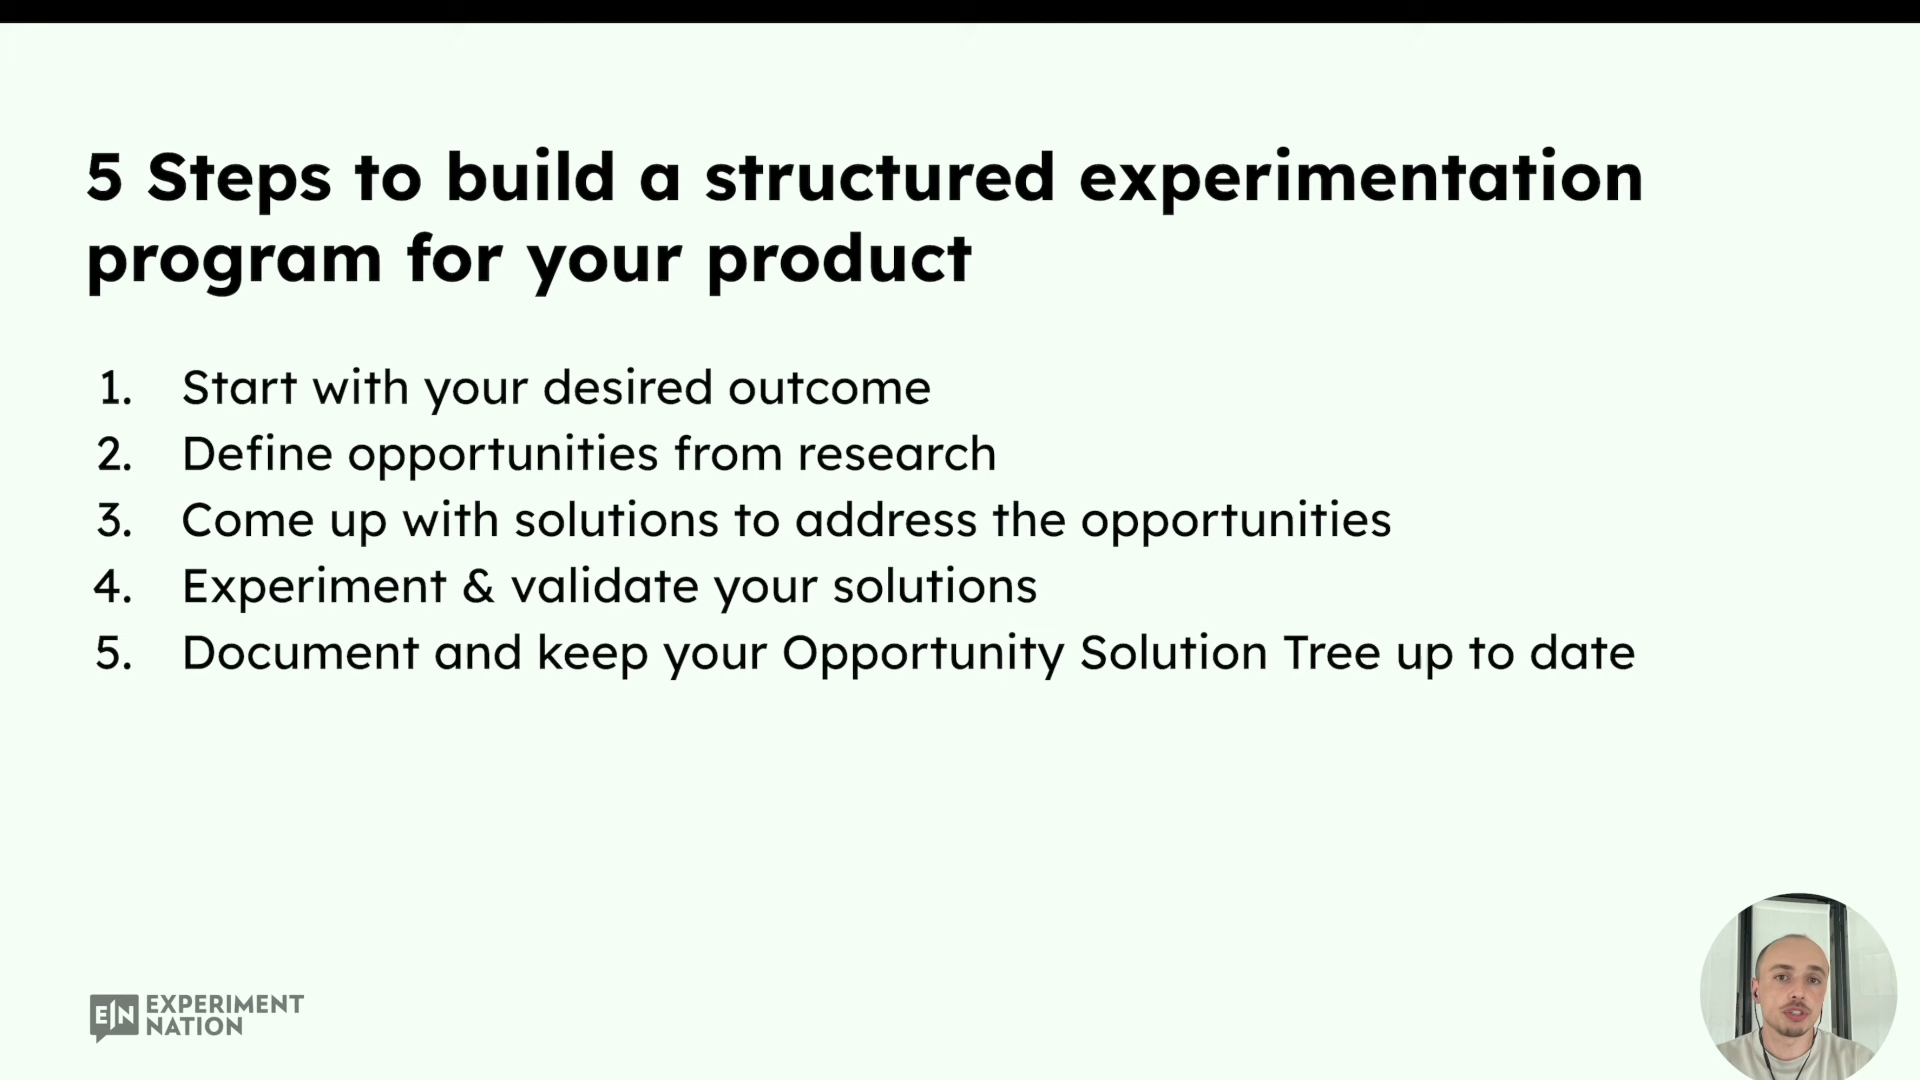 5 Steps to build a structured experimentation
program for your product
1. Start with your desired outcome
2. Define opportunities from research
3. Come up with solutions to address the opportunities
4. Experiment & validate your solutions
5. Document and keep your Opportunity Solution Tree up to date
EN EXPERIMENT
NATION